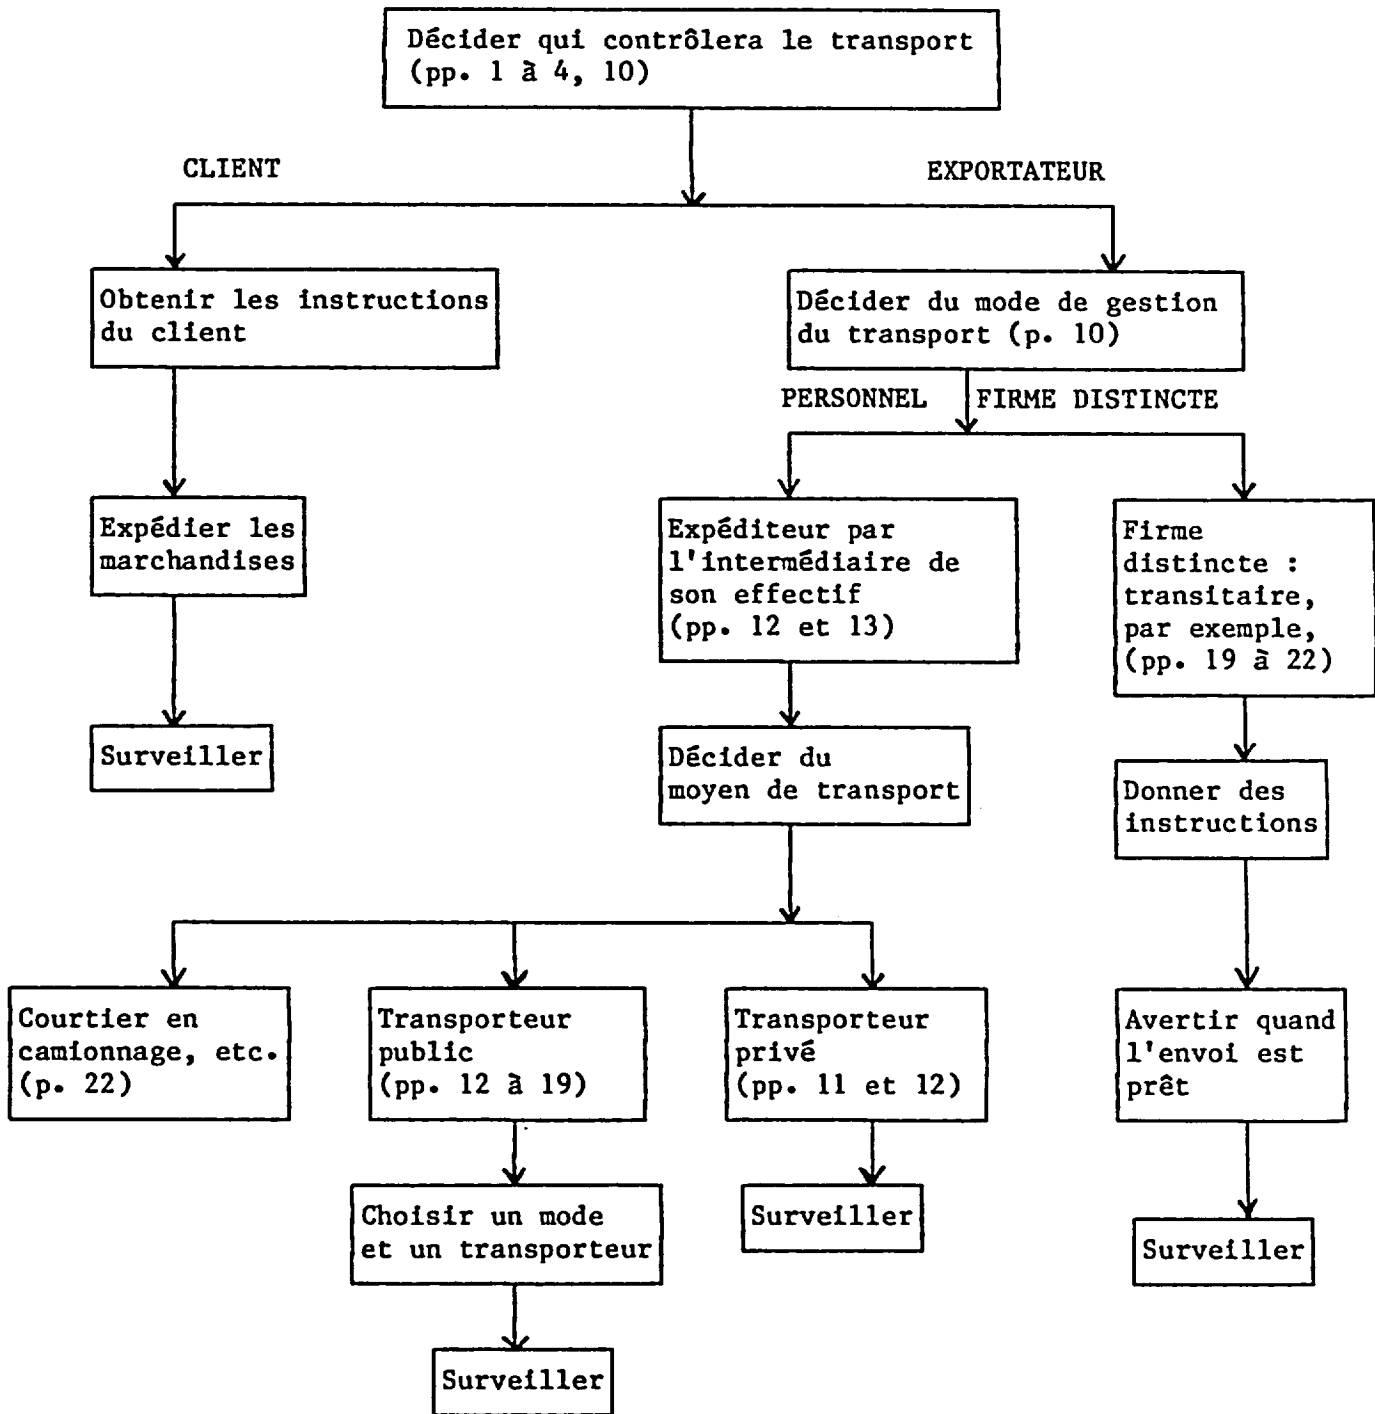 Décider qui contrôlera le transport
(pp. 1 à 4, 10)
CLIENT
EXPORTATEUR
Obtenir les instructions
du client
Décider du mode de gestion
du transport (p. 10)
PERSONNEL
FIRME DISTINCTE
Expédier les
marchandises
Expéditeur par
l'intermédiaire de
son effectif
(pp. 12 et 13)
Firme
distincte :
transitaire,
par exemple,
(pp. 19 à 22)
Surveiller
Décider du
moyen de transport
Donner des
instructions
Courtier en
camionnage, etc.
(p. 22)
Transporteur
public
(pp. 12 à 19)
Transporteur
privé
(pp. 11 et 12)
Avertir quand
l'envoi est
prêt
Choisir un mode
et un transporteur
Surveiller
Surveiller
Surveiller